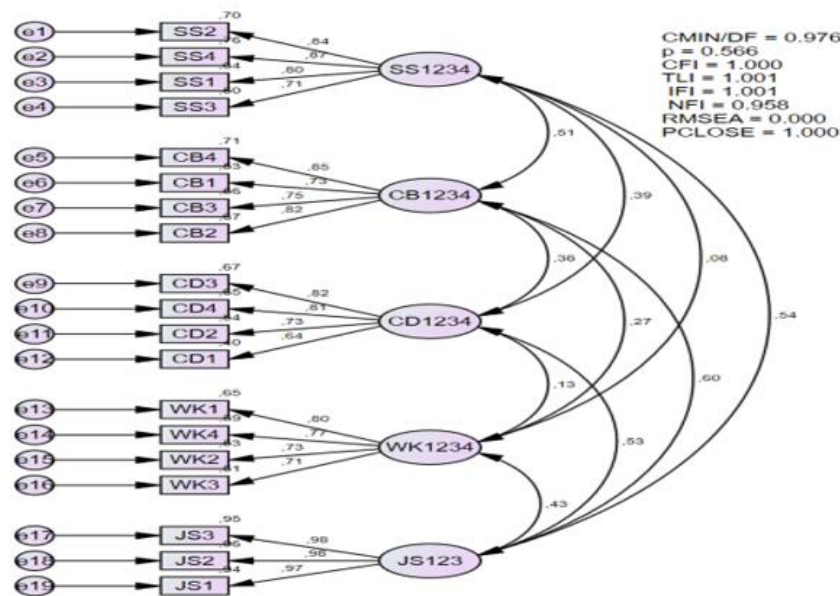 .70
e1 SS2 .84
e2 SS4 .87
e3 SS1 .80
e4 SS3 .71
SS1234
CMIN/DF = 0.976
p = 0.566
CFI = 1.000
TLI = 1.001
IFI = 1.001
NFI = 0.958
RMSEA = 0.000
PCLOSE = 1.000
.51
.71
e5 CB4 .85
e6 CB1 .73
e7 CB3 .75
e8 CB2 .82
CB1234
.39
.36
.08
.67
e9 CD3 .82
e10 CD4 .81
e11 CD2 .73
e12 CD1 .64
CD1234
.27
.54
.13
.60
.65
e13 WK1 .80
e14 WK4 .77
e15 WK2 .73
e16 WK3 .71
WK1234
.53
.43
.95
e17 JS3 .98
e18 JS2 .98
e19 JS1 .97
JS123